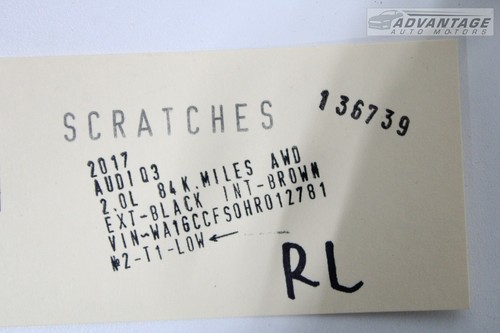 ADVANTAGE
AUTO MOTORS
SCRATCHES
136739
2017
AUDI Q3
2.0L 84K.MILES AWD
EXT-BLACK INT-BROWN
VIN-WA1GCCFS0HR012781
№2-T1-LOW
RL